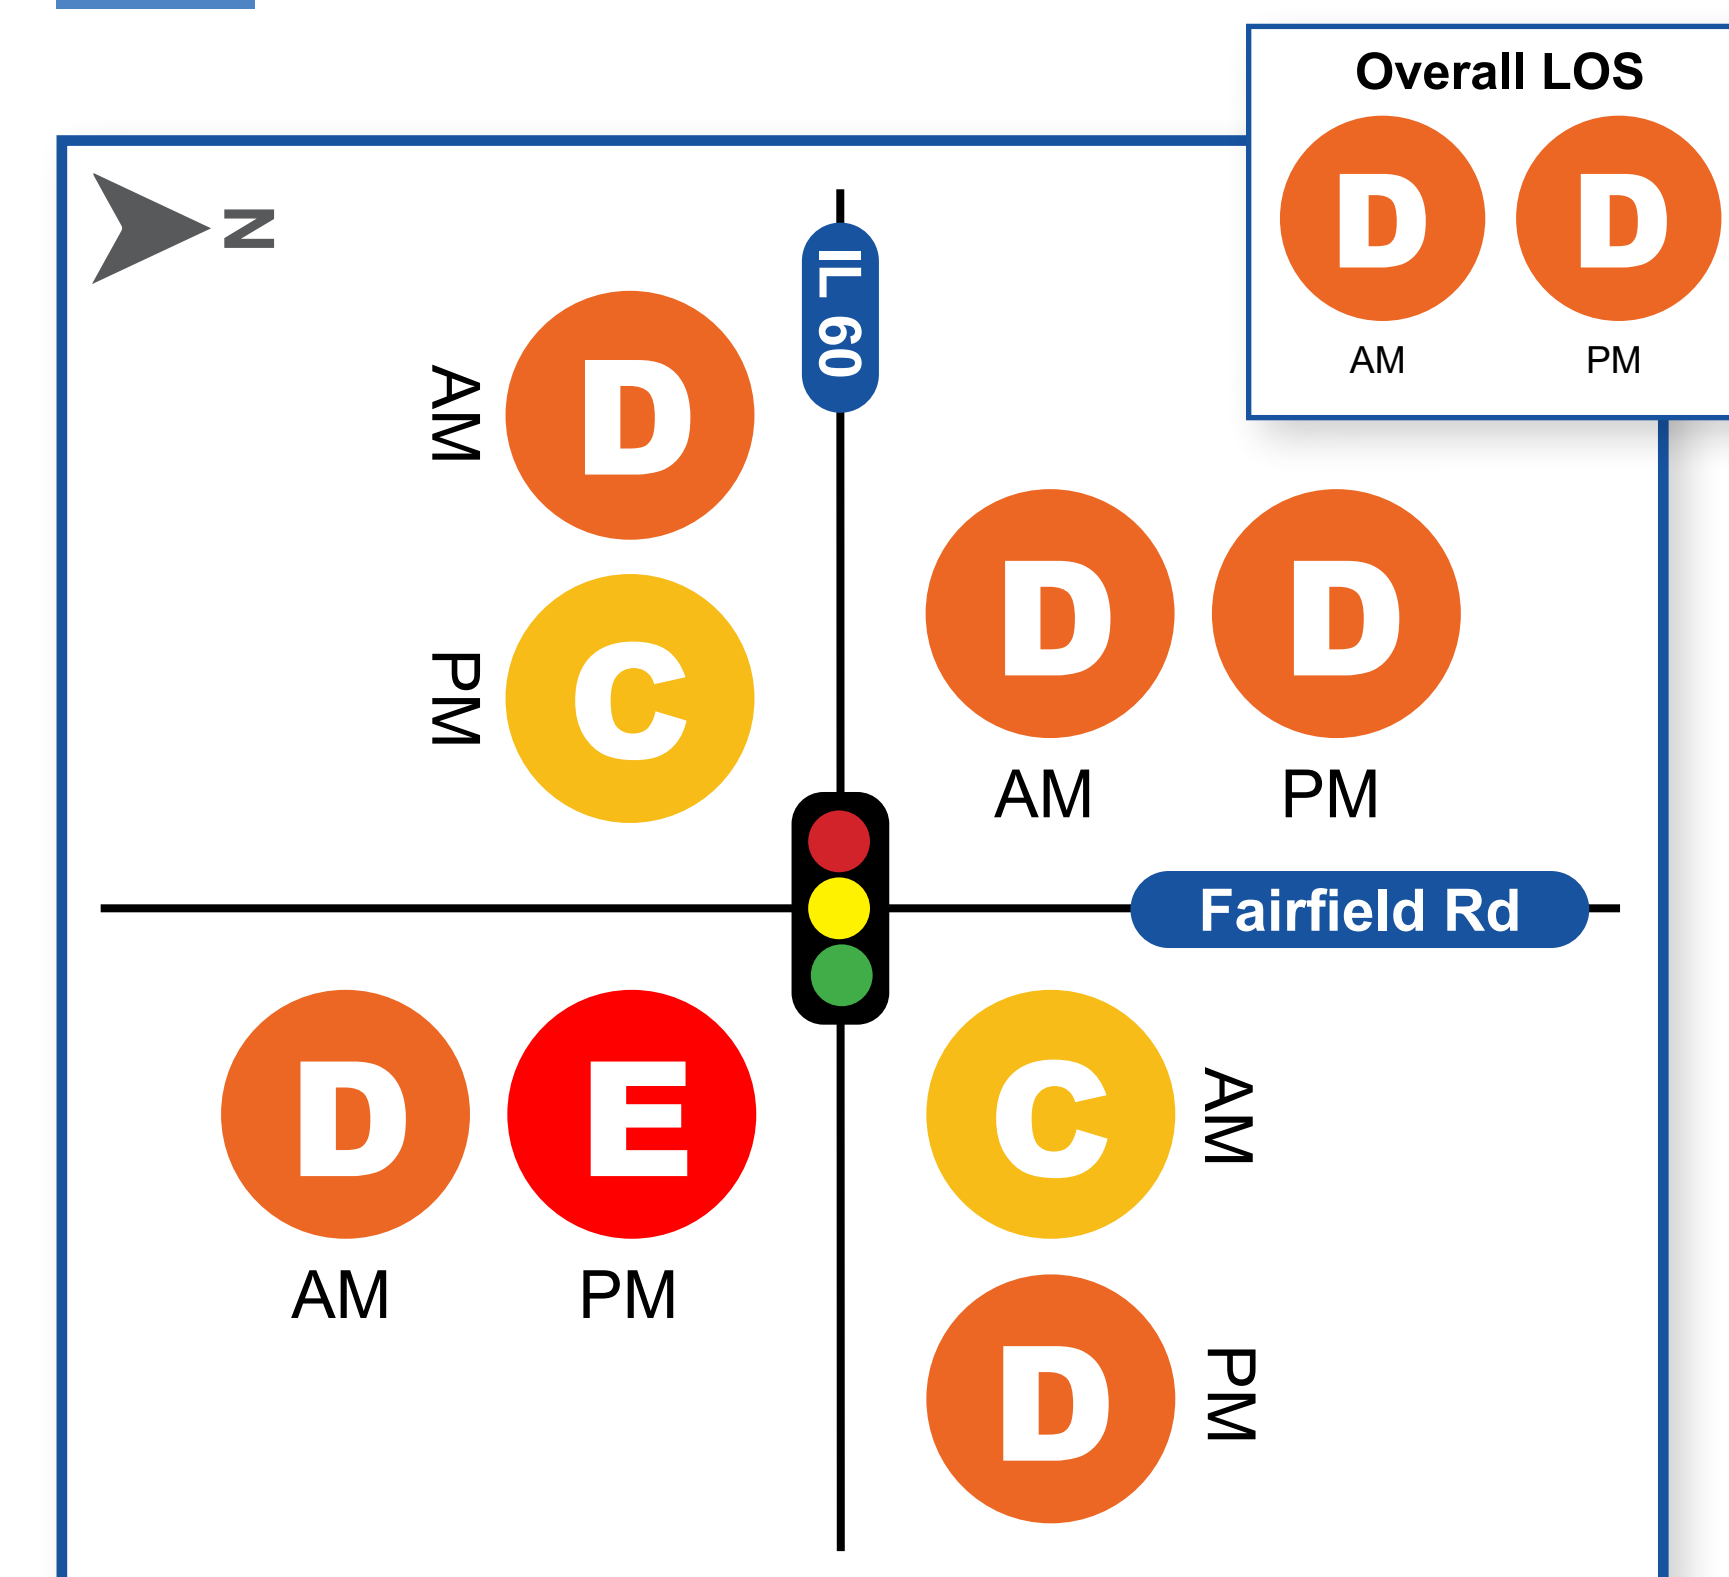 Overall LOS
D D
AM PM
N
IL 60
AM D
PM C
D D
AM PM
Fairfield Rd
D E
AM PM
C AM
D PM